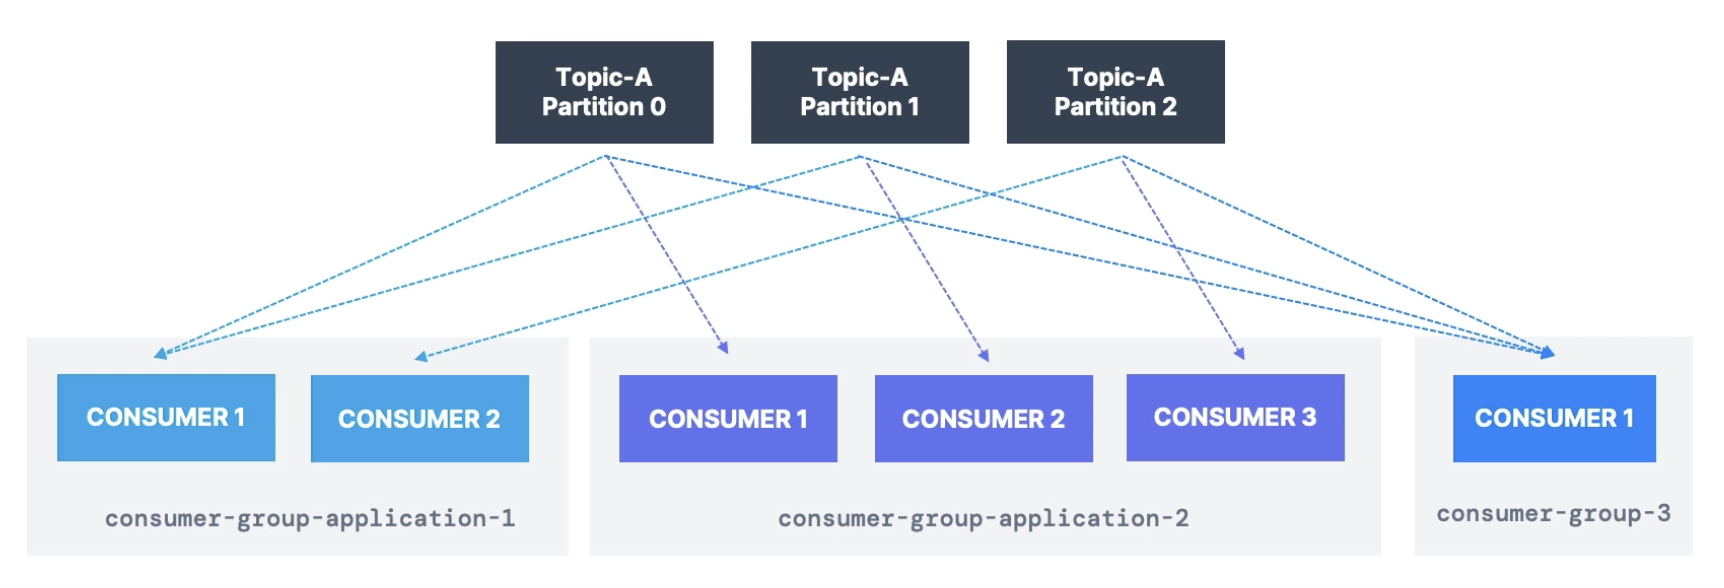 Topic-A
Partition 0
Topic-A
Partition 1
Topic-A
Partition 2
CONSUMER 1
CONSUMER 2
consumer-group-application-1
CONSUMER 1
CONSUMER 2
CONSUMER 3
consumer-group-application-2
CONSUMER 1
consumer-group-3